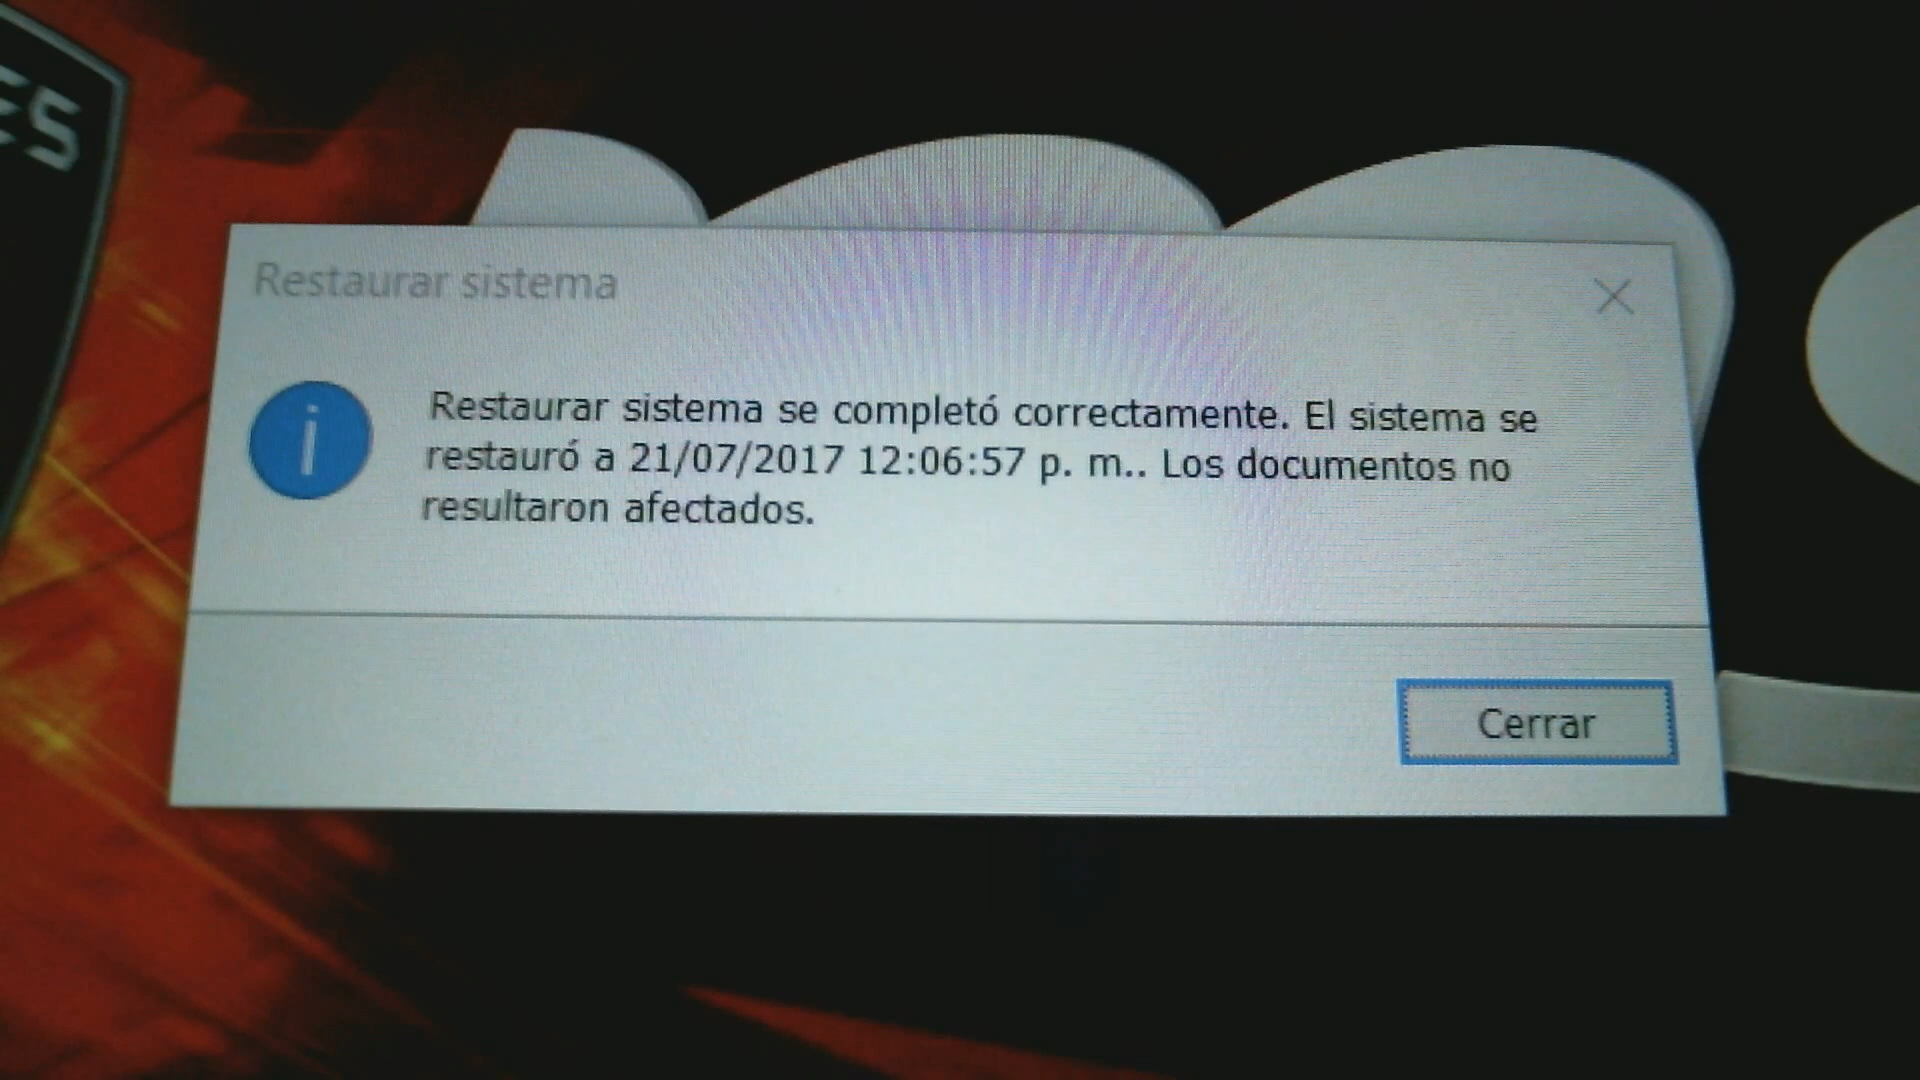 ES
Restaurar sistema
Restaurar sistema se completó correctamente. El sistema se
restauró a 21/07/2017 12:06:57 p. m.. Los documentos no
resultaron afectados.
Cerrar